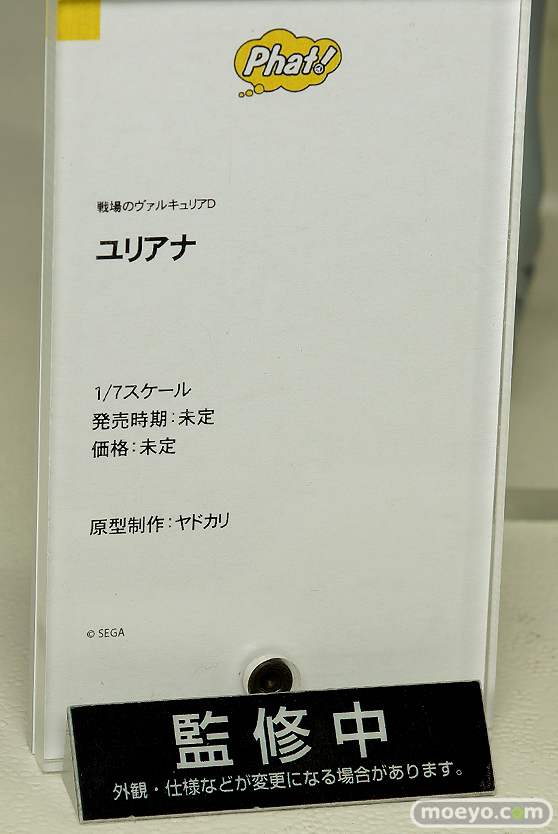 Phat!
戦場のヴァルキュリアD
ユリアナ
1/7スケール
発売時期:未定
価格:未定
原型制作:ヤドカリ
© SEGA
監修中
外観・仕様などが変更になる場合があります。
moeyo.com